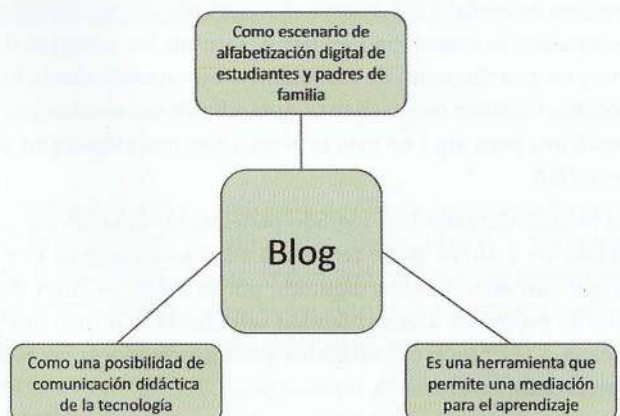 Como escenario de
alfabetización digital de
estudiantes y padres de
familia
Blog
Como una posibilidad de
comunicación didáctica
de la tecnología
Es una herramienta que
permite una mediación
para el aprendizaje